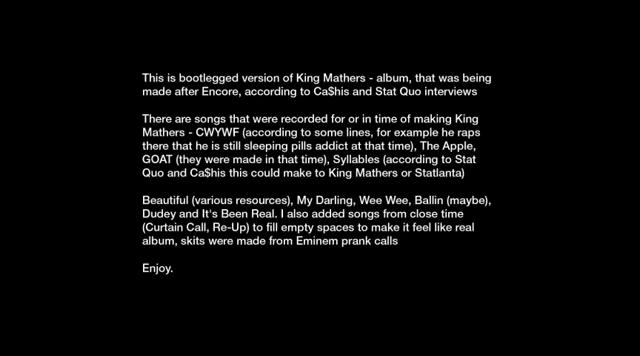 This is bootlegged version of King Mathers - album, that was being
made after Encore, according to Ca$his and Stat Quo interviews
There are songs that were recorded for or in time of making King
Mathers - CWYWF (according to some lines, for example he raps
there that he is still sleeping pills addict at that time), The Apple,
GOAT (they were made in that time), Syllables (according to Stat
Quo and Ca$his this could make to King Mathers or Statlanta)
Beautiful (various resources), My Darling, Wee Wee, Ballin (maybe),
Dudey and It's Been Real. I also added songs from close time
(Curtain Call, Re-Up) to fill empty spaces to make it feel like real
album, skits were made from Eminem prank calls
Enjoy.